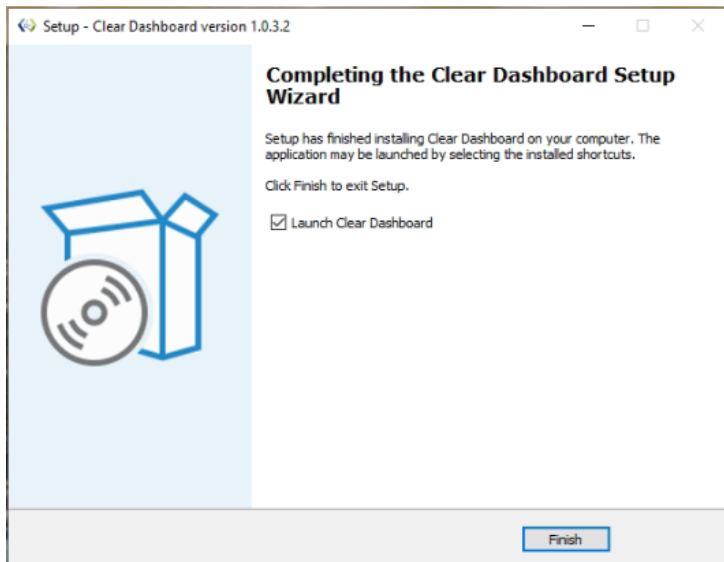 Setup - Clear Dashboard version 1.0.3.2
Completing the Clear Dashboard Setup
Wizard
Setup has finished installing Clear Dashboard on your computer. The
application may be launched by selecting the installed shortcuts.
Click Finish to exit Setup.
Launch Clear Dashboard
Finish